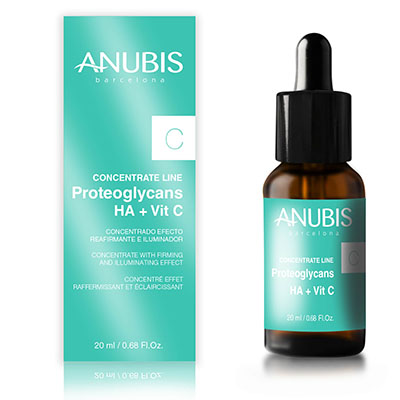 ANUBIS
barcelona
C
CONCENTRATE LINE
Proteoglycans
HA + Vit C
CONCENTRADO EFECTO
REAFIRMANTE E ILUMINADOR
CONCENTRATE WITH FIRMING
AND ILLUMINATING EFFECT
CONCENTRÉ EFFET
RAFFERMISSANT ET ÉCLAIRCISSANT
20 ml / 0.68 Fl.Oz.
ANUBIS
barcelona
C
CONCENTRATE LINE
Proteoglycans
HA + Vit C
20 ml / 0.68 Fl.Oz.